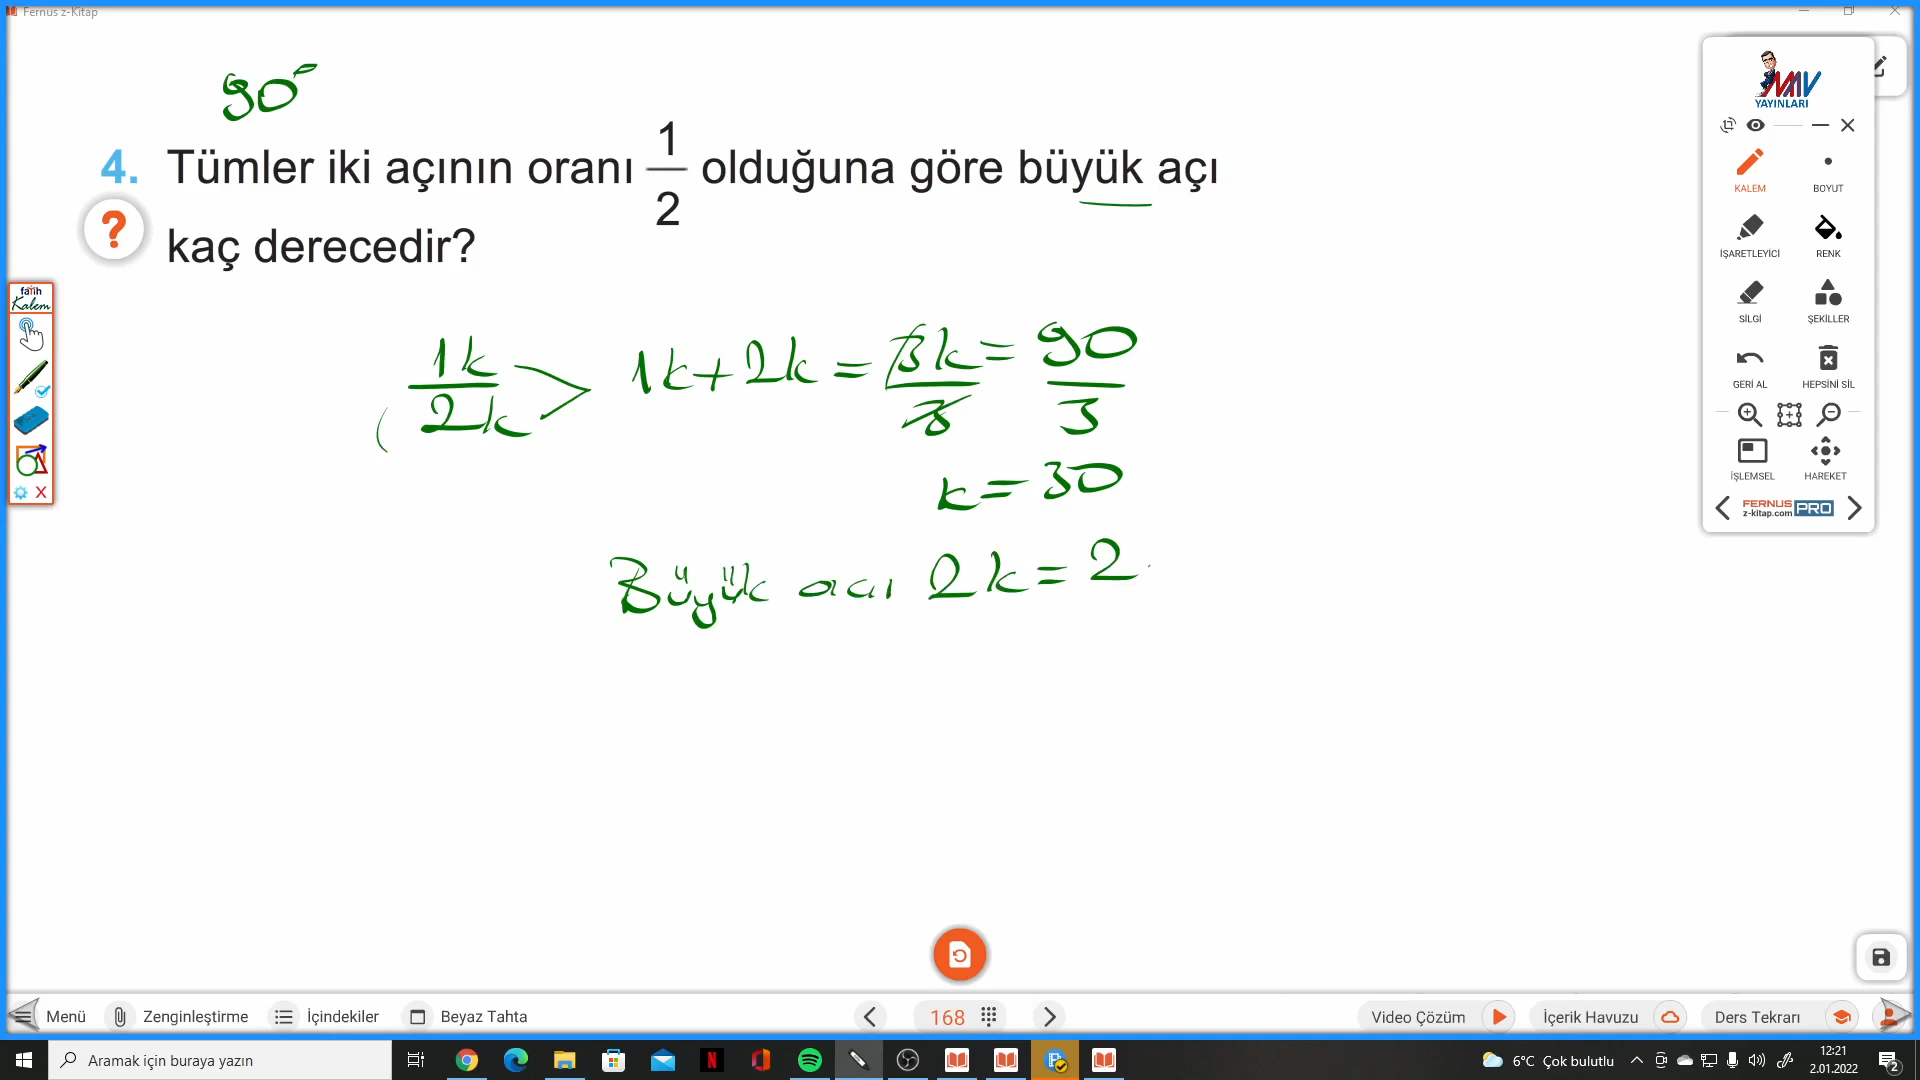 Fernus z-Kitap
90°
4. Tümler iki açının oranı 1/2 olduğuna göre büyük açı
kaç derecedir?
?
1k/2k > 1k+2k = 3k/3 = 90/3
k = 30
Büyük acı 2k = 2.
fatih
Kalem
MAV
YAYINLARI
KALEM BOYUT
İŞARETLEYİCİ RENK
SİLGİ ŞEKİLLER
GERİ AL HEPSİNİ SİL
İŞLEMSEL HAREKET
FERNUS
z-kitap.com PRO
Menü Zenginleştirme İçindekiler Beyaz Tahta 168 Video Çözüm İçerik Havuzu Ders Tekrarı
Aramak için buraya yazın
6°C Çok bulutlu
12:21
2.01.2022
2